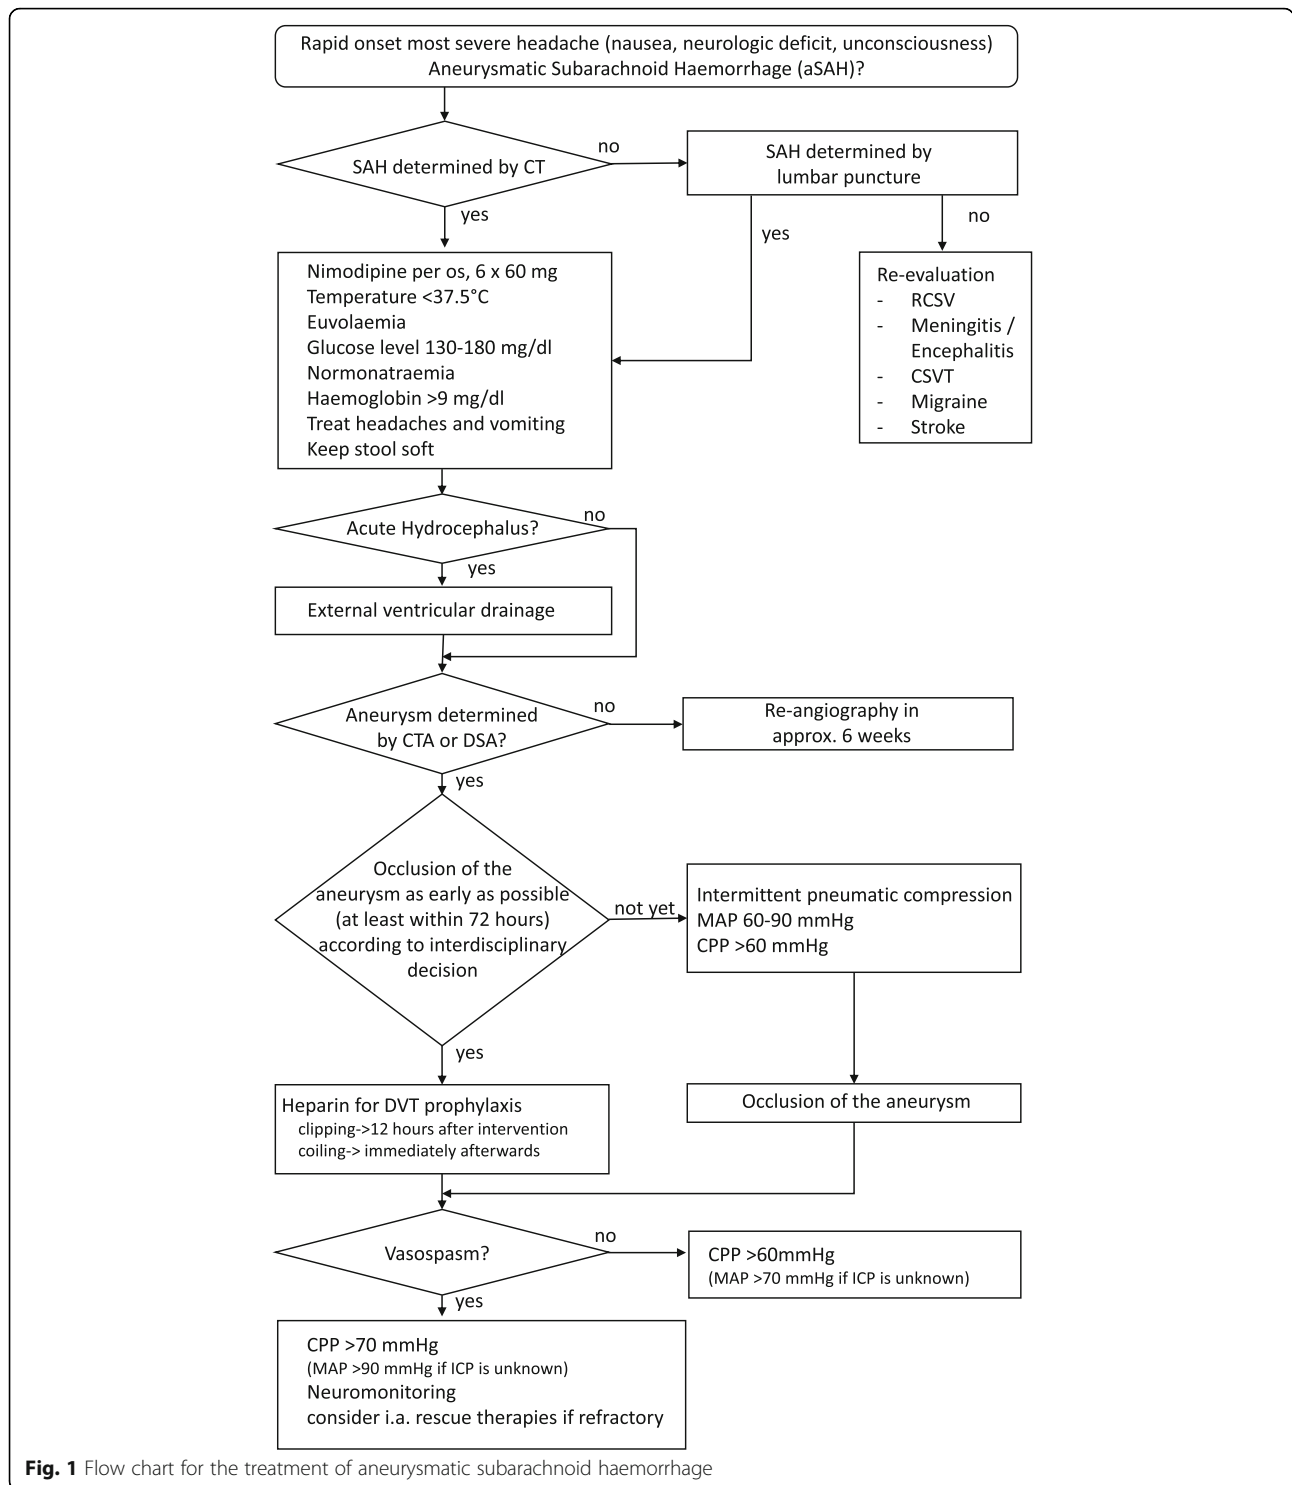 Rapid onset most severe headache (nausea, neurologic deficit, unconsciousness)
Aneurysmatic Subarachnoid Haemorrhage (aSAH)?
SAH determined by CT
no
SAH determined by
lumbar puncture
yes
yes
no
Nimodipine per os, 6 x 60 mg
Temperature <37.5°C
Euvolaemia
Glucose level 130-180 mg/dl
Normonatraemia
Haemoglobin >9 mg/dl
Treat headaches and vomiting
Keep stool soft
Re-evaluation
- RCSV
- Meningitis /
Encephalitis
- CSVT
- Migraine
- Stroke
Acute Hydrocephalus?
no
yes
External ventricular drainage
Aneurysm determined
by CTA or DSA?
no
Re-angiography in
approx. 6 weeks
yes
Occlusion of the
aneurysm as early as possible
(at least within 72 hours)
according to interdisciplinary
decision
not yet
Intermittent pneumatic compression
MAP 60-90 mmHg
CPP >60 mmHg
yes
Heparin for DVT prophylaxis
clipping->12 hours after intervention
coiling-> immediately afterwards
Occlusion of the aneurysm
Vasospasm?
no
CPP >60mmHg
(MAP >70 mmHg if ICP is unknown)
yes
CPP >70 mmHg
(MAP >90 mmHg if ICP is unknown)
Neuromonitoring
consider i.a. rescue therapies if refractory
Fig. 1 Flow chart for the treatment of aneurysmatic subarachnoid haemorrhage